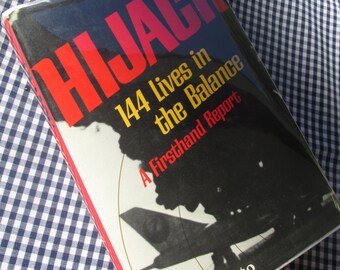 HIJACK
144 Lives in
the Balance
A Firsthand Report